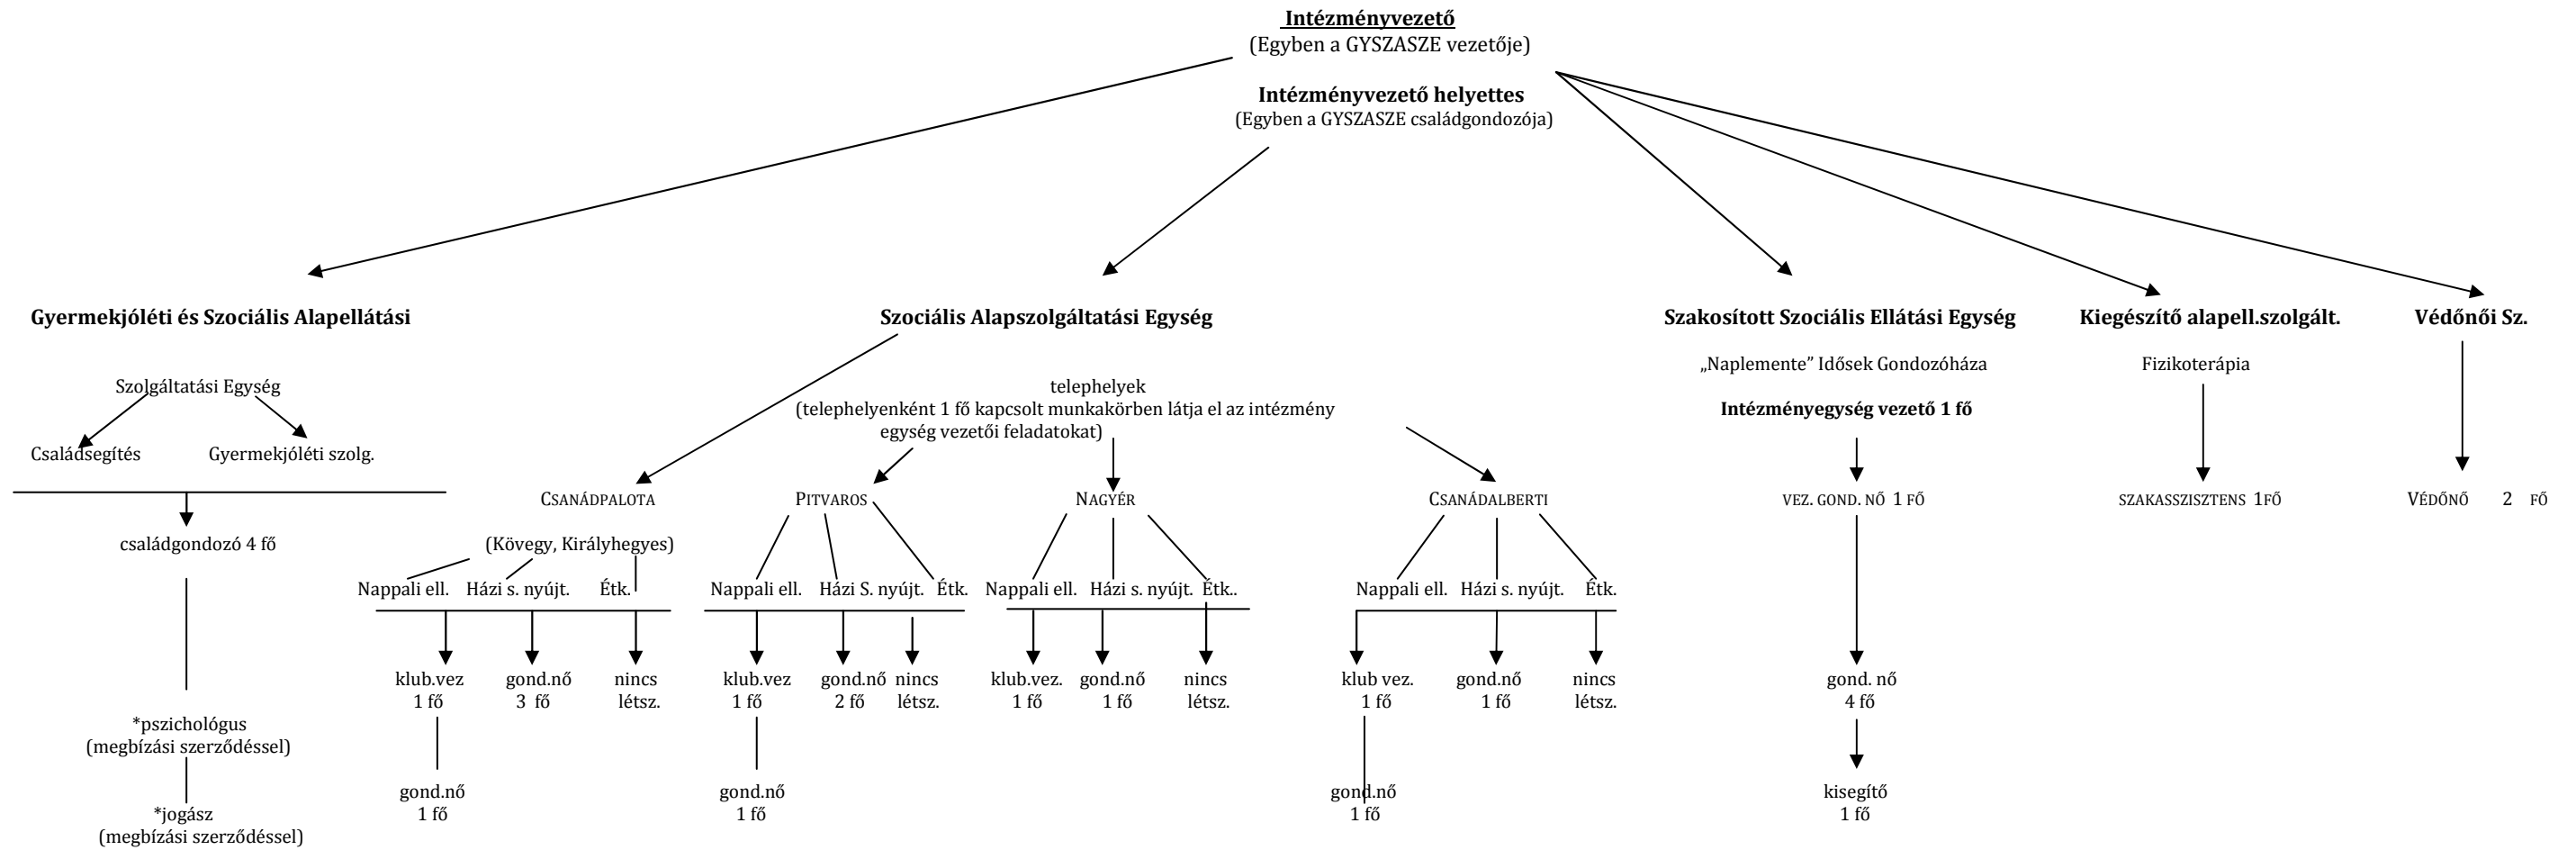 Intézményvezető
(Egyben a GYSZASZE vezetője)
Intézményvezető helyettes
(Egyben a GYSZASZE családgondozója)
Gyermekjóléti és Szociális Alapellátási
Szolgáltatási Egység
Családsegítés Gyermekjóléti szolg.
családgondozó 4 fő
*pszichológus
(megbízási szerződéssel)
*jogász
(megbízási szerződéssel)
Szociális Alapszolgáltatási Egység
telephelyek
(telephelyenként 1 fő kapcsolt munkakörben látja el az intézmény
egység vezetői feladatokat)
CSANÁDPALOTA
(Kövegy, Királyhegyes)
Nappali ell. Házi s. nyújt. Étk.
klub.vez gond.nő nincs
1 fő 3 fő létsz.
gond.nő
1 fő
PITVAROS
Nappali ell. Házi S. nyújt. Étk.
klub.vez gond.nő nincs
1 fő 2 fő létsz.
gond.nő
1 fő
NAGYÉR
Nappali ell. Házi s. nyújt. Étk..
klub.vez. gond.nő nincs
1 fő 1 fő létsz.
CSANÁDALBERTI
Nappali ell. Házi s. nyújt. Étk.
klub vez. gond.nő nincs
1 fő 1 fő létsz.
gond.nő
1 fő
Szakosított Szociális Ellátási Egység
„Naplemente” Idősek Gondozóháza
Intézményegység vezető 1 fő
VEZ. GOND. NŐ 1 FŐ
gond. nő
4 fő
kisegítő
1 fő
Kiegészítő alapell.szolgált.
Fizikoterápia
SZAKASSZISZTENS 1FŐ
Védőnői Sz.
VÉDŐNŐ 2 FŐ